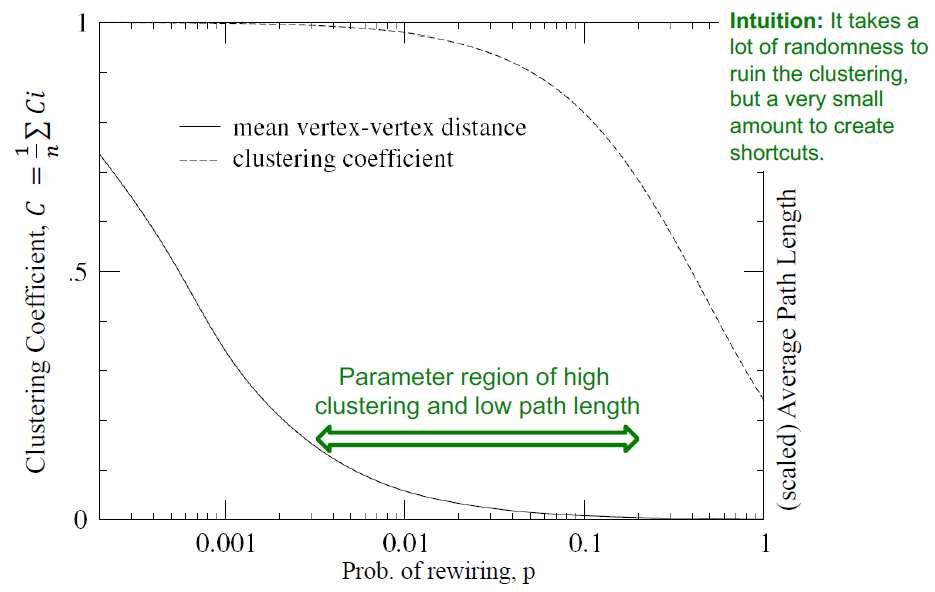 Intuition: It takes a
lot of randomness to
ruin the clustering,
but a very small
amount to create
shortcuts.
1
.5
0
Clustering Coefficient, C = 1/n ∑ Ci
mean vertex-vertex distance
clustering coefficient
Parameter region of high
clustering and low path length
(scaled) Average Path Length
0.001 0.01 0.1 1
Prob. of rewiring, p